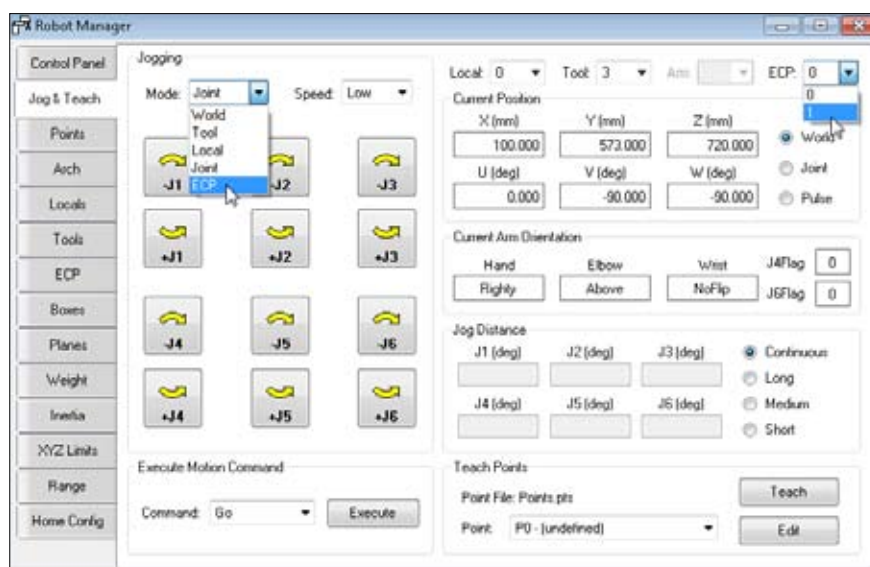 Robot Manager
Control Panel
Jog & Teach
Points
Arch
Locals
Tools
ECP
Boxes
Planes
Weight
Inertia
XYZ Limits
Range
Home Config
Jogging
Mode: Joint Speed: Low
World
Tool
Local
Joint
ECP
-J1 -J2 -J3
+J1 +J2 +J3
-J4 -J5 -J6
+J4 +J5 +J6
Execute Motion Command
Command: Go Execute
Local: 0 Tool: 3 Arm: ECP: 0
0
1
Current Position
X (mm) Y (mm) Z (mm)
100.000 573.000 720.000
U (deg) V (deg) W (deg)
0.000 -90.000 -90.000
World
Joint
Pulse
Current Arm Orientation
Hand Elbow Wrist J4Flag 0
Righty Above NoFlip J6Flag 0
Jog Distance
J1 (deg) J2 (deg) J3 (deg)
J4 (deg) J5 (deg) J6 (deg)
Continuous
Long
Medium
Short
Teach Points
Point File: Points.pts Teach
Point: P0 - (undefined) Edit